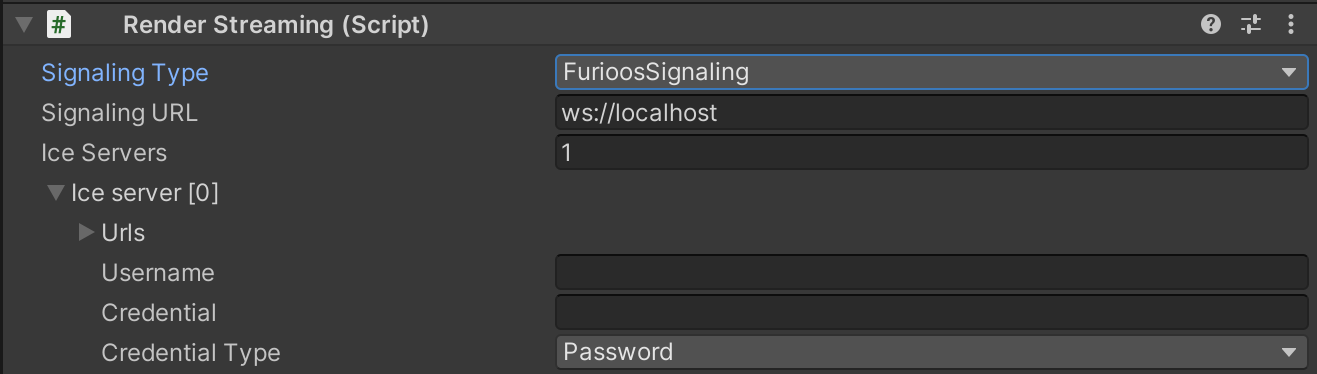 # Render Streaming (Script)
Signaling Type FurioosSignaling
Signaling URL ws://localhost
Ice Servers 1
Ice server [0]
Urls
Username
Credential
Credential Type Password